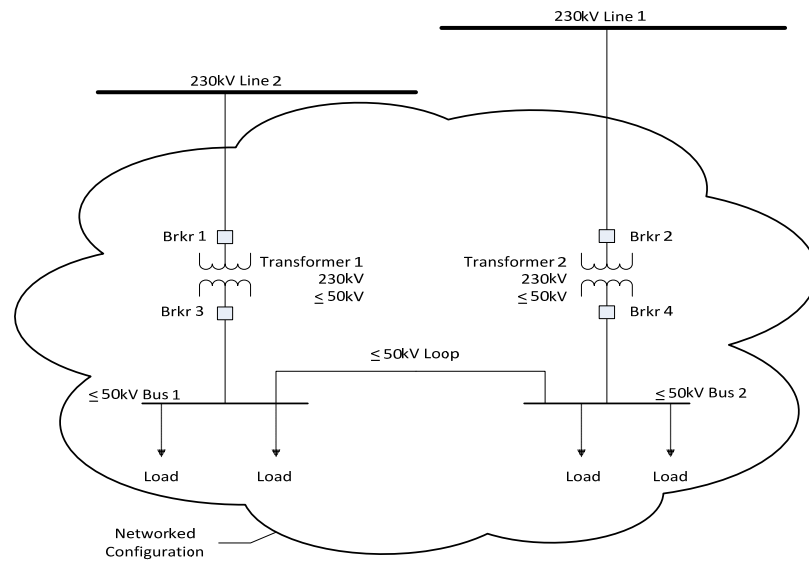 230kV Line 1
230kV Line 2
Brkr 1
Transformer 1
230kV
≤ 50kV
Brkr 3
Transformer 2
230kV
≤ 50kV
Brkr 2
Brkr 4
≤ 50kV Loop
≤ 50kV Bus 1
≤ 50kV Bus 2
Load
Load
Load
Load
Networked
Configuration